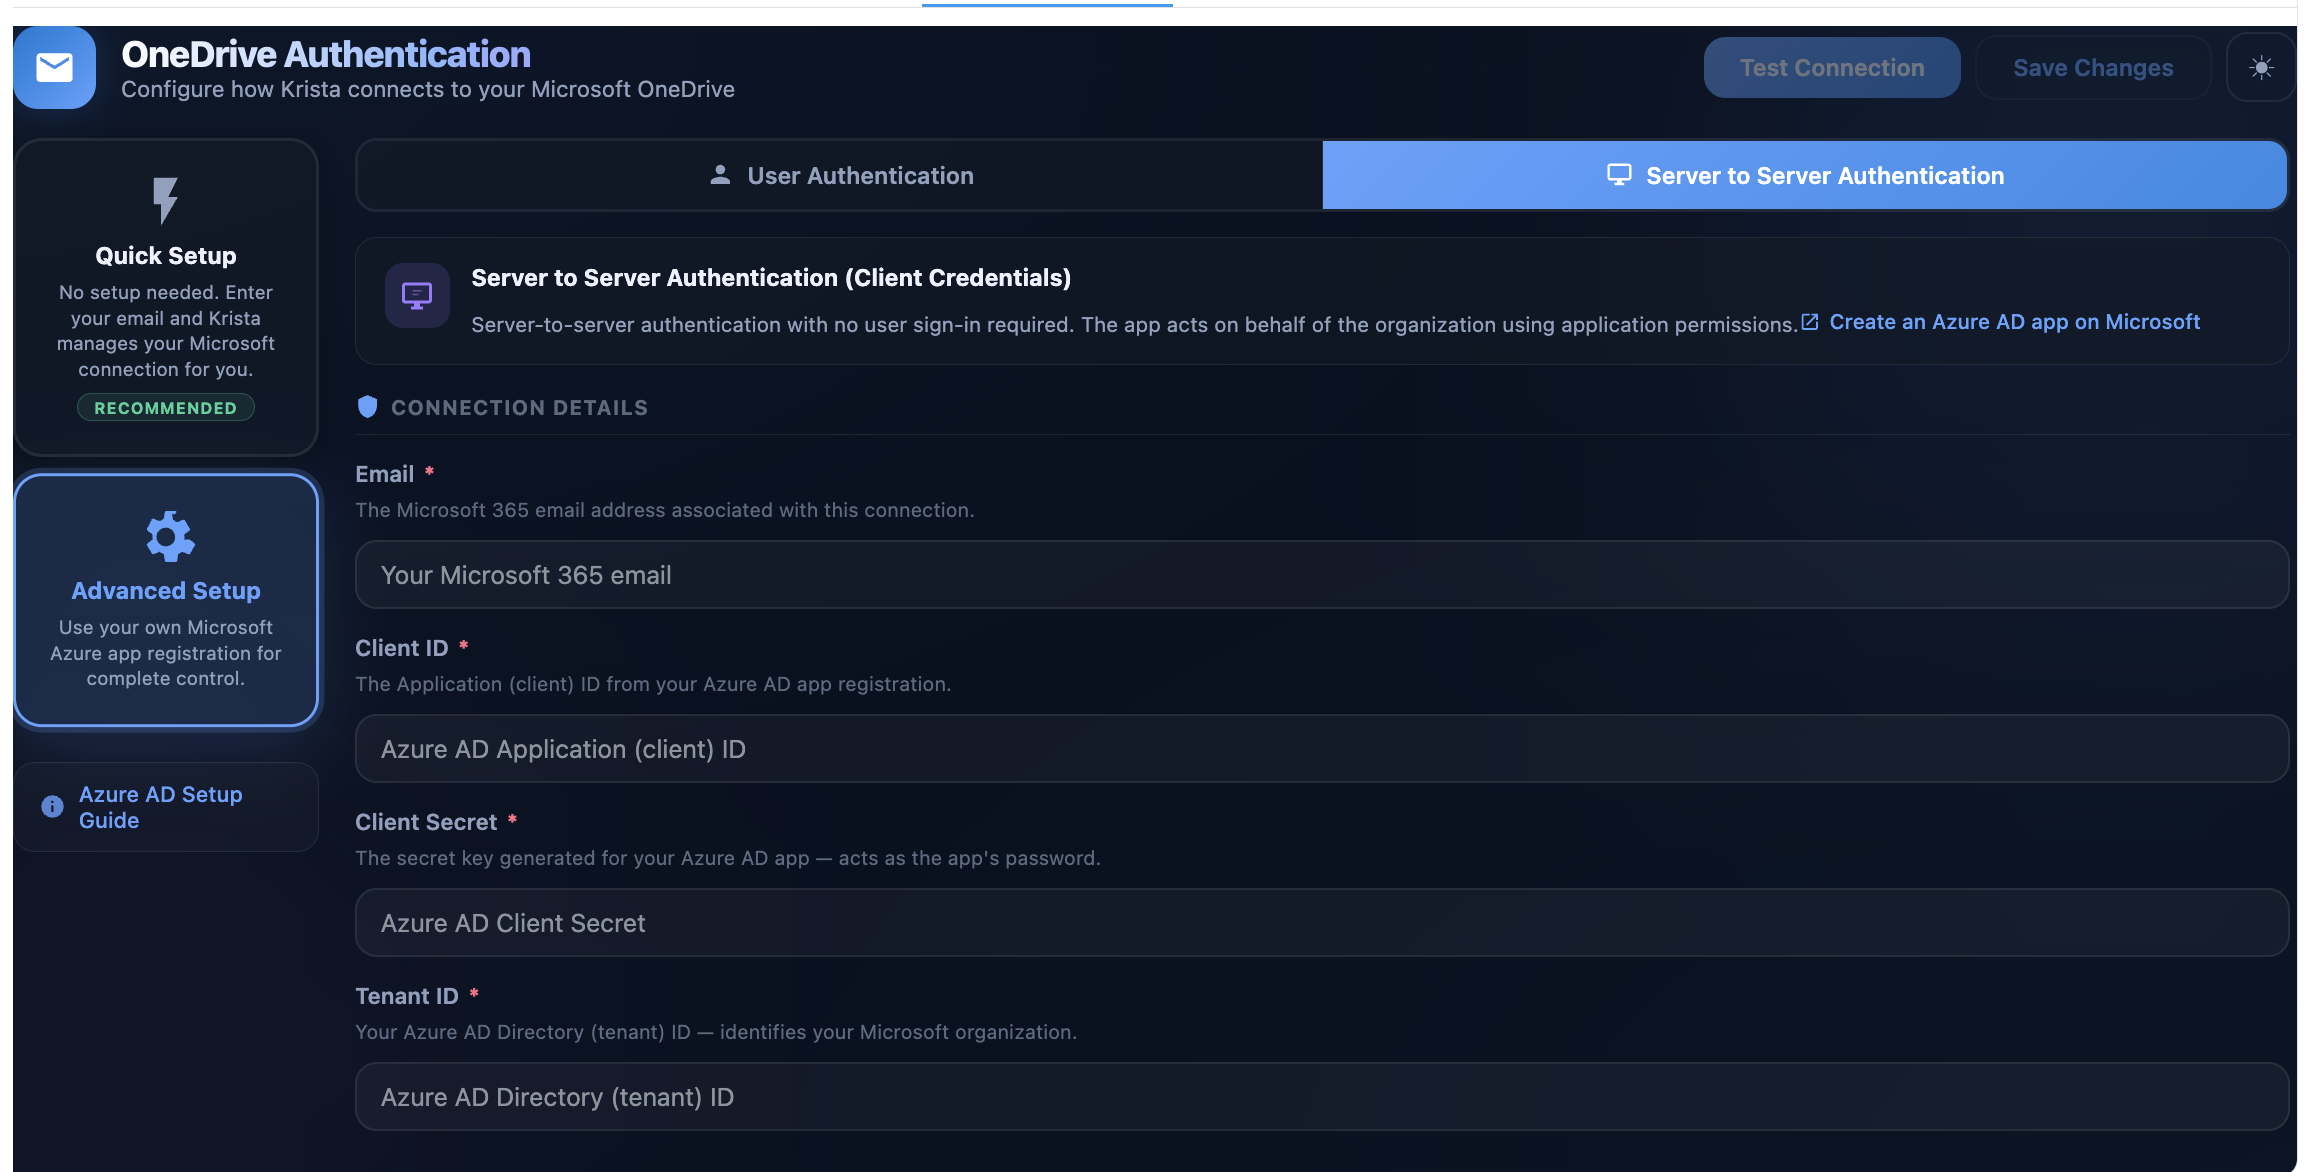 OneDrive Authentication
Configure how Krista connects to your Microsoft OneDrive
Test Connection
Save Changes
Quick Setup
No setup needed. Enter
your email and Krista
manages your Microsoft
connection for you.
RECOMMENDED
Advanced Setup
Use your own Microsoft
Azure app registration for
complete control.
Azure AD Setup
Guide
User Authentication
Server to Server Authentication
Server to Server Authentication (Client Credentials)
Server-to-server authentication with no user sign-in required. The app acts on behalf of the organization using application permissions. Create an Azure AD app on Microsoft
CONNECTION DETAILS
Email *
The Microsoft 365 email address associated with this connection.
Your Microsoft 365 email
Client ID *
The Application (client) ID from your Azure AD app registration.
Azure AD Application (client) ID
Client Secret *
The secret key generated for your Azure AD app — acts as the app's password.
Azure AD Client Secret
Tenant ID *
Your Azure AD Directory (tenant) ID — identifies your Microsoft organization.
Azure AD Directory (tenant) ID